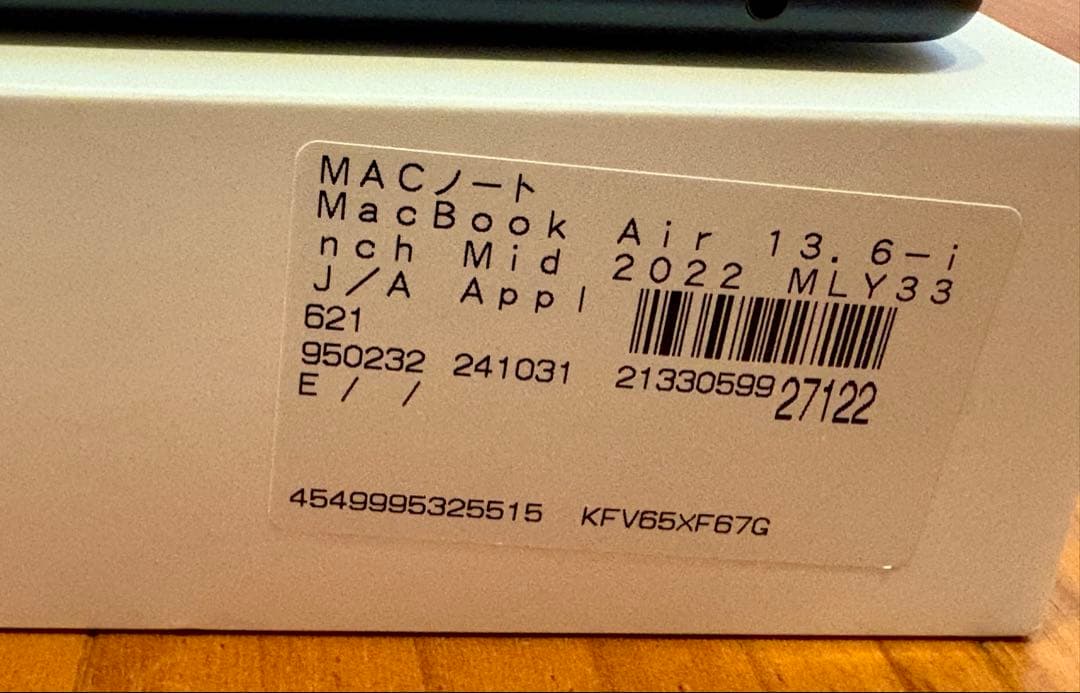 MACノート
MacBook Air 13.6-i
nch Mid 2022 MLY33
J/A Appl
621
950232 241031 2133059927122
E / /
4549995325515 KFV65XF67G